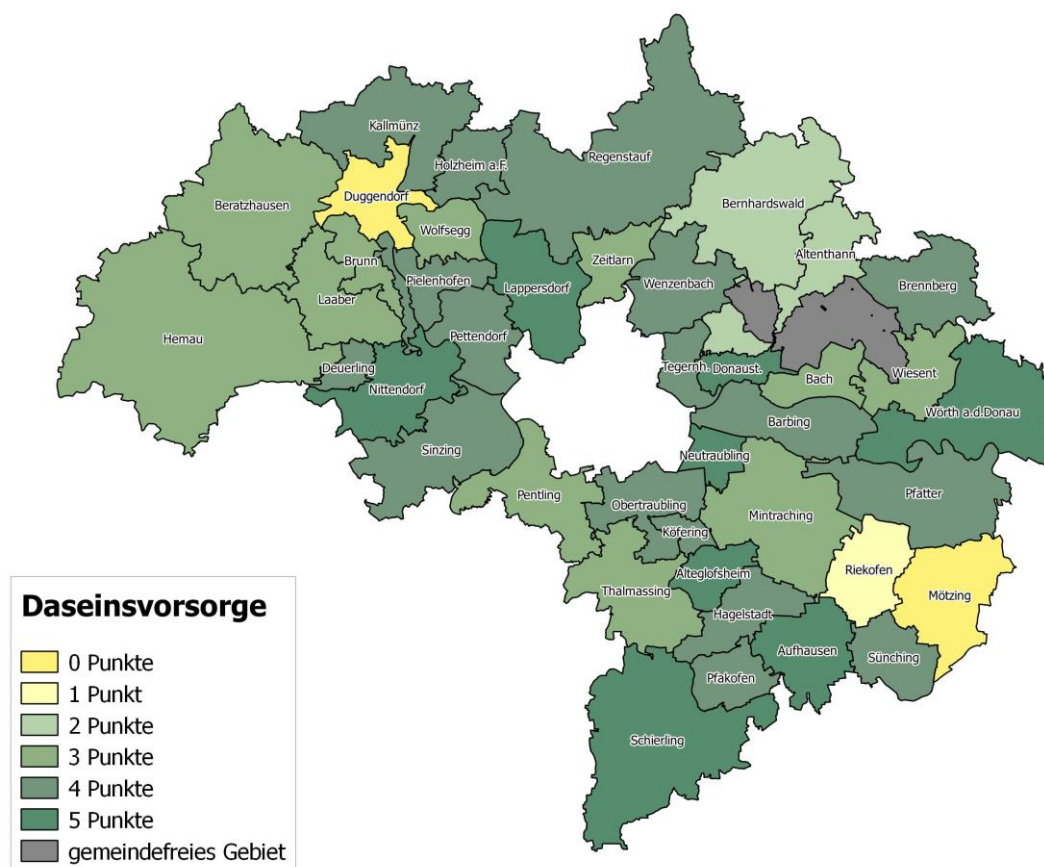 Kallmünz
Holzheim a.F.
Regenstauf
Duggendorf
Beratzhausen
Bernhardswald
Wolfsegg
Altenthann
Brunn
Zeitlarn
Pielenhofen
Lappersdorf
Wenzenbach
Brennberg
Laaber
Hemau
Pettendorf
Deuerling
Tegernh.
Donaust.
Bach
Wiesent
Nittendorf
Wörth a.d.Donau
Barbing
Sinzing
Neutraubling
Pentling
Obertraubling
Pfatter
Mintraching
Köfering
Riekofen
Alteglofsheim
Thalmassing
Mötzing
Hagelstadt
Aufhausen
Sünching
Pfakofen
Schierling
Daseinsvorsorge
0 Punkte
1 Punkt
2 Punkte
3 Punkte
4 Punkte
5 Punkte
gemeindefreies Gebiet